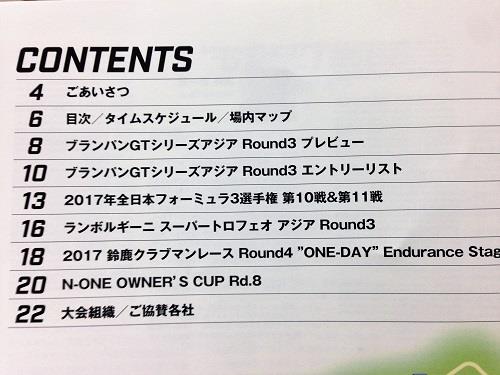 CONTENTS
4 ごあいさつ
6 目次／タイムスケジュール／場内マップ
8 ブランパンGTシリーズアジア Round3 プレビュー
10 ブランパンGTシリーズアジア Round3 エントリーリスト
13 2017年全日本フォーミュラ3選手権 第10戦&第11戦
16 ランボルギーニ スーパートロフェオ アジア Round3
18 2017 鈴鹿クラブマンレース Round4 "ONE-DAY" Endurance Stag
20 N-ONE OWNER'S CUP Rd.8
22 大会組織／ご協賛各社